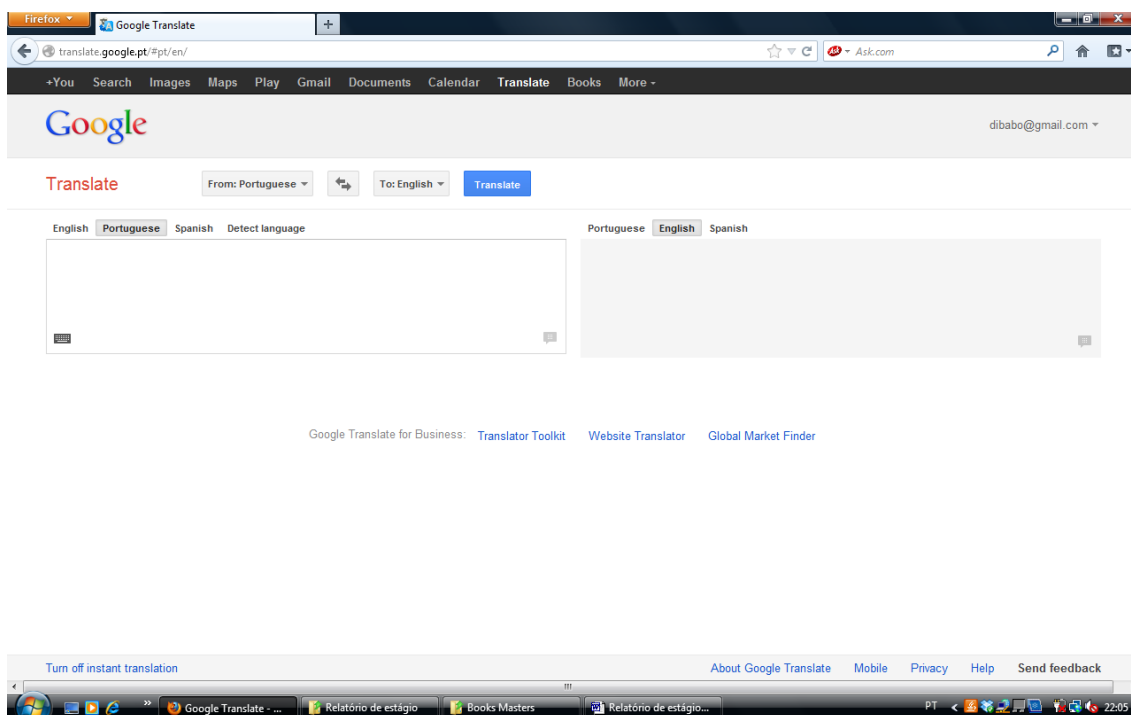 Firefox
Google Translate
translate.google.pt/#pt/en/
Ask.com
+You Search Images Maps Play Gmail Documents Calendar Translate Books More
Google
dibabo@gmail.com
Translate
From: Portuguese
To: English
Translate
English Portuguese Spanish Detect language
Portuguese English Spanish
Google Translate for Business: Translator Toolkit Website Translator Global Market Finder
Turn off instant translation
About Google Translate Mobile Privacy Help Send feedback
Google Translate - ...
Relatório de estágio
Books Masters
Relatório de estágio...
PT
22:05